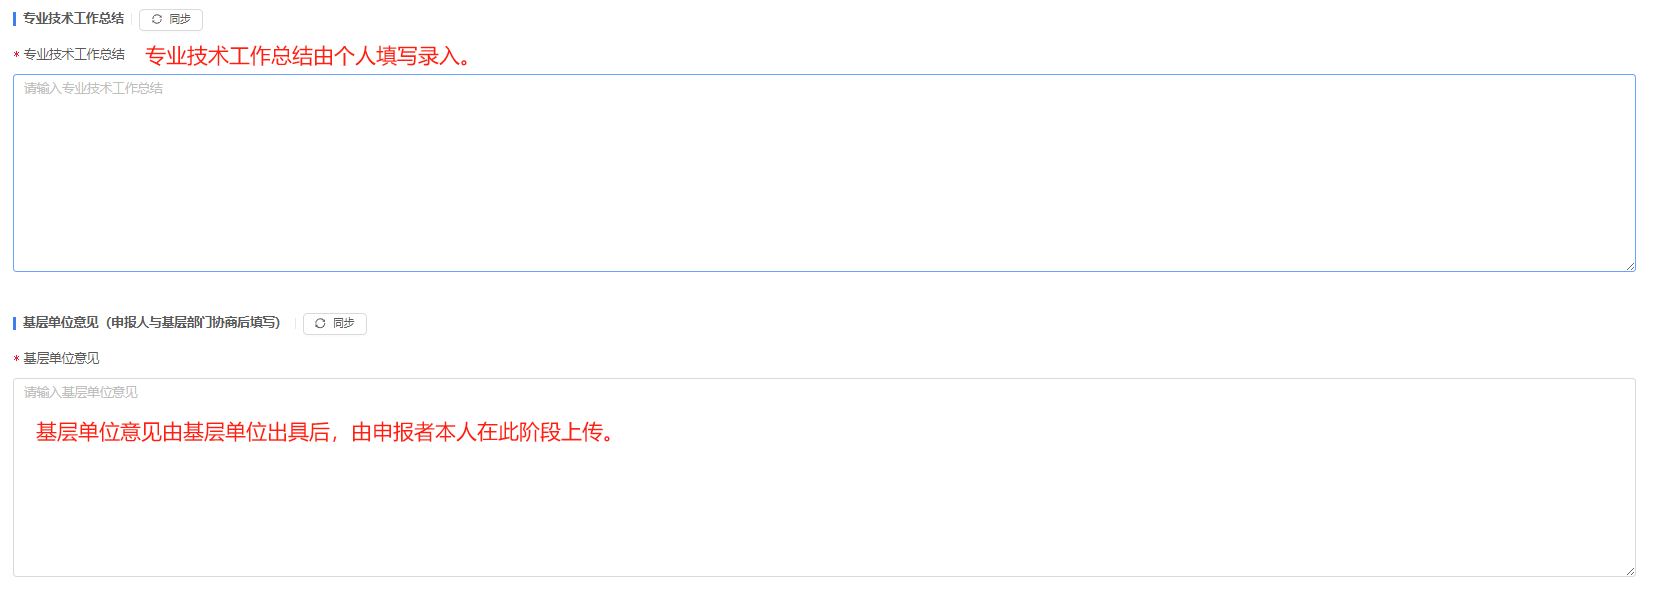 专业技术工作总结 同步
* 专业技术工作总结 专业技术工作总结由个人填写录入。
请输入专业技术工作总结
基层单位意见（申报人与基层部门协商后填写） 同步
* 基层单位意见
请输入基层单位意见
基层单位意见由基层单位出具后，由申报者本人在此阶段上传。